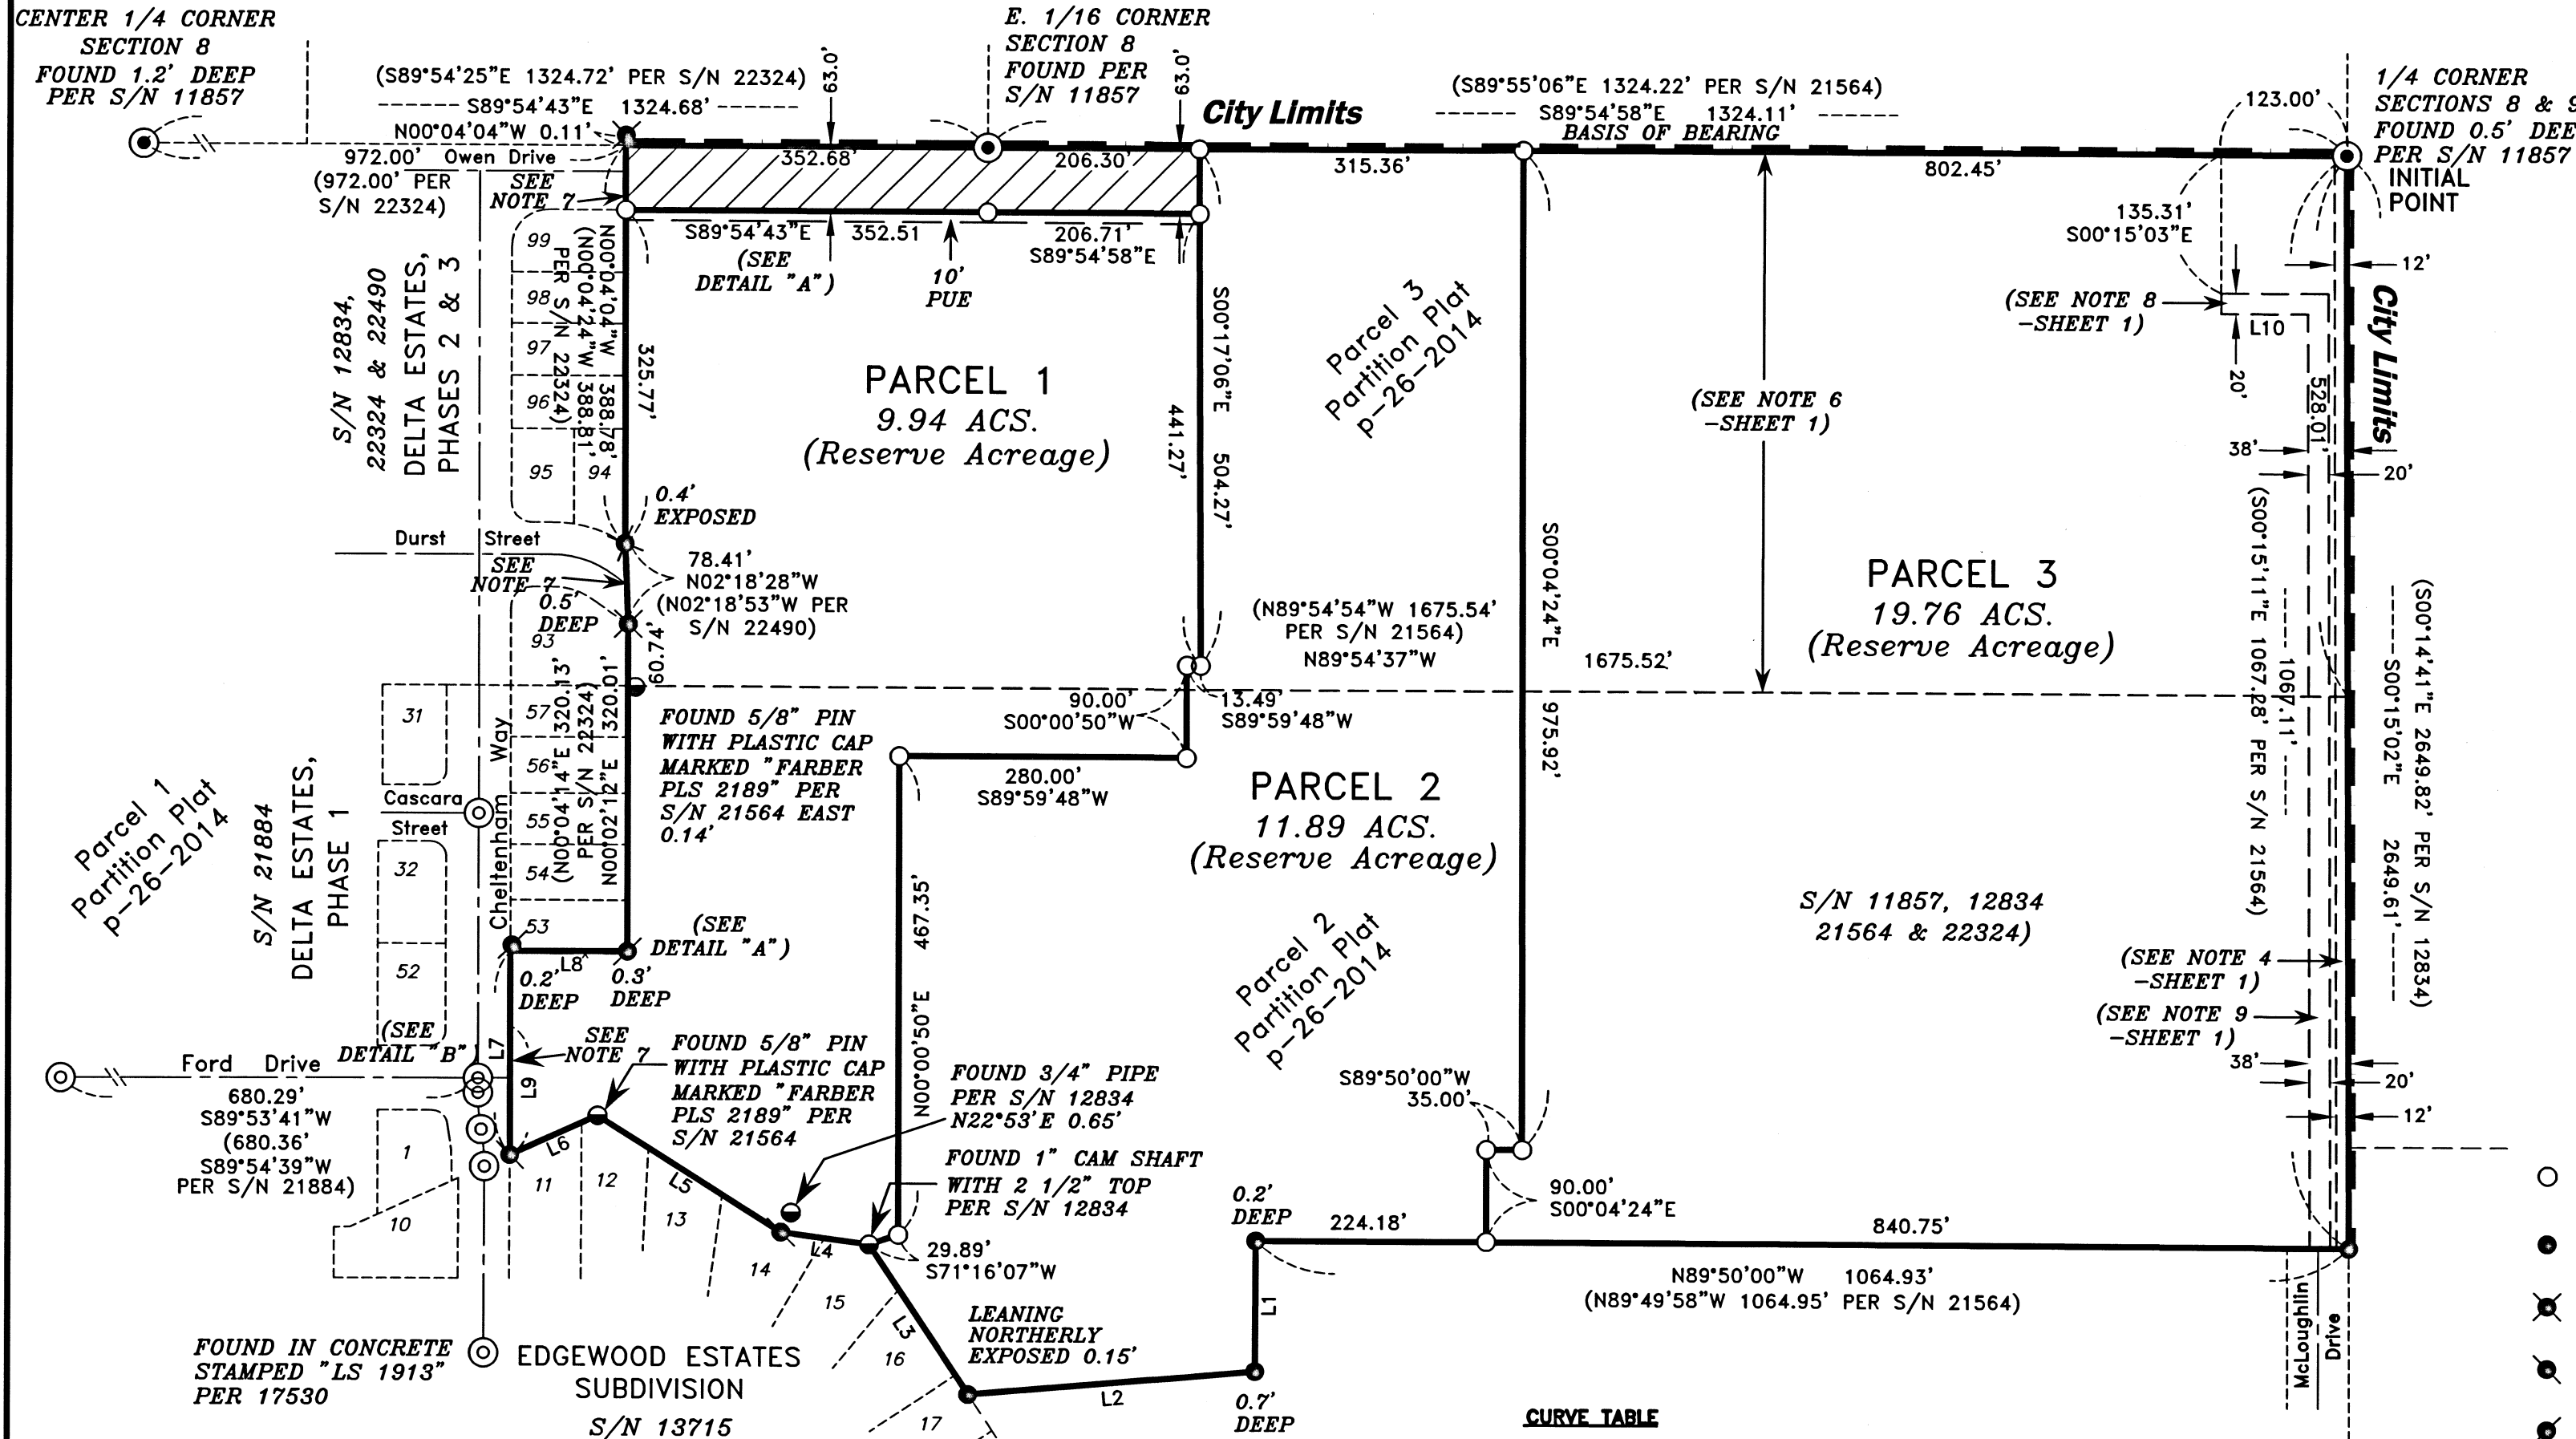 CENTER 1/4 CORNER
SECTION 8
FOUND 1.2' DEEP
PER S/N 11857
(S89°54'25"E 1324.72' PER S/N 22324)
S89°54'43"E 1324.68'
N00°04'04"W 0.11'
972.00' Owen Drive
(972.00' PER
S/N 22324)
SEE
NOTE 7
63.0'
E. 1/16 CORNER
SECTION 8
FOUND PER
S/N 11857
63.0'
City Limits
(S89°55'06"E 1324.22' PER S/N 21564)
S89°54'58"E 1324.11'
BASIS OF BEARING
123.00'
1/4 CORNER
SECTIONS 8 & 9
FOUND 0.5' DEE
PER S/N 11857
INITIAL
POINT
352.68'
206.30'
315.36'
802.45'
S89°54'43"E 352.51
206.71'
S89°54'58"E
(SEE
DETAIL "A")
10'
PUE
135.31'
S00°15'03"E
12'
(SEE NOTE 8
-SHEET 1)
L10
20'
528.01'
City Limits
38'
20'
S/N 12834,
22324 & 22490
DELTA ESTATES,
PHASES 2 & 3
99
98
97
96
95
94
N00°04'04"W 388.78'
(N00°04'24"W 388.81'
PER S/N 22324)
325.77'
PARCEL 1
9.94 ACS.
(Reserve Acreage)
S00°17'06"E 504.27'
441.27'
Parcel 3
Partition Plat
p-26-2014
(SEE NOTE 6
-SHEET 1)
0.4'
EXPOSED
Durst Street
SEE
NOTE 7
0.5'
DEEP
78.41'
N02°18'28"W
(N02°18'53"W PER
S/N 22490)
60.74'
93
(N89°54'54"W 1675.54'
PER S/N 21564)
N89°54'37"W
1675.52'
S00°04'24"E 975.92'
PARCEL 3
19.76 ACS.
(Reserve Acreage)
(S00°15'11"E 1067.28' PER S/N 21564)
1067.11'
S00°15'02"E 2649.61'
(S00°14'41"E 2649.82' PER S/N 12834)
90.00'
S00°00'50"W
13.49'
S89°59'48"W
31
57
56
55
54
53
(N00°04'14"E 320.13'
PER S/N 22324)
N00°02'12"E 320.01'
FOUND 5/8" PIN
WITH PLASTIC CAP
MARKED "FARBER
PLS 2189" PER
S/N 21564 EAST
0.14'
280.00'
S89°59'48"W
PARCEL 2
11.89 ACS.
(Reserve Acreage)
Parcel 1
Partition Plat
p-26-2014
S/N 21884
DELTA ESTATES,
PHASE 1
Cheltenham Way
Cascara
Street
32
52
(SEE
DETAIL "A")
L8
0.2'
DEEP
0.3'
DEEP
N00°00'50"E 467.35'
Parcel 2
Partition Plat
p-26-2014
S/N 11857, 12834
21564 & 22324)
(SEE NOTE 4
-SHEET 1)
(SEE NOTE 9
-SHEET 1)
38'
20'
12'
(SEE
DETAIL "B")
Ford Drive
680.29'
S89°53'41"W
(680.36'
S89°54'39"W
PER S/N 21884)
L7
L9
SEE
NOTE 7
FOUND 5/8" PIN
WITH PLASTIC CAP
MARKED "FARBER
PLS 2189" PER
S/N 21564
FOUND 3/4" PIPE
PER S/N 12834
N22°53'E 0.65'
FOUND 1" CAM SHAFT
WITH 2 1/2" TOP
PER S/N 12834
S89°50'00"W
35.00'
90.00'
S00°04'24"E
1
10
L6
11
12
L5
13
L4
14
15
29.89'
S71°16'07"W
0.2'
DEEP
224.18'
840.75'
N89°50'00"W 1064.93'
(N89°49'58"W 1064.95' PER S/N 21564)
L1
L3
16
LEANING
NORTHERLY
EXPOSED 0.15'
L2
17
0.7'
DEEP
McLoughlin
Drive
FOUND IN CONCRETE
STAMPED "LS 1913"
PER 17530
EDGEWOOD ESTATES
SUBDIVISION
S/N 13715
CURVE TABLE